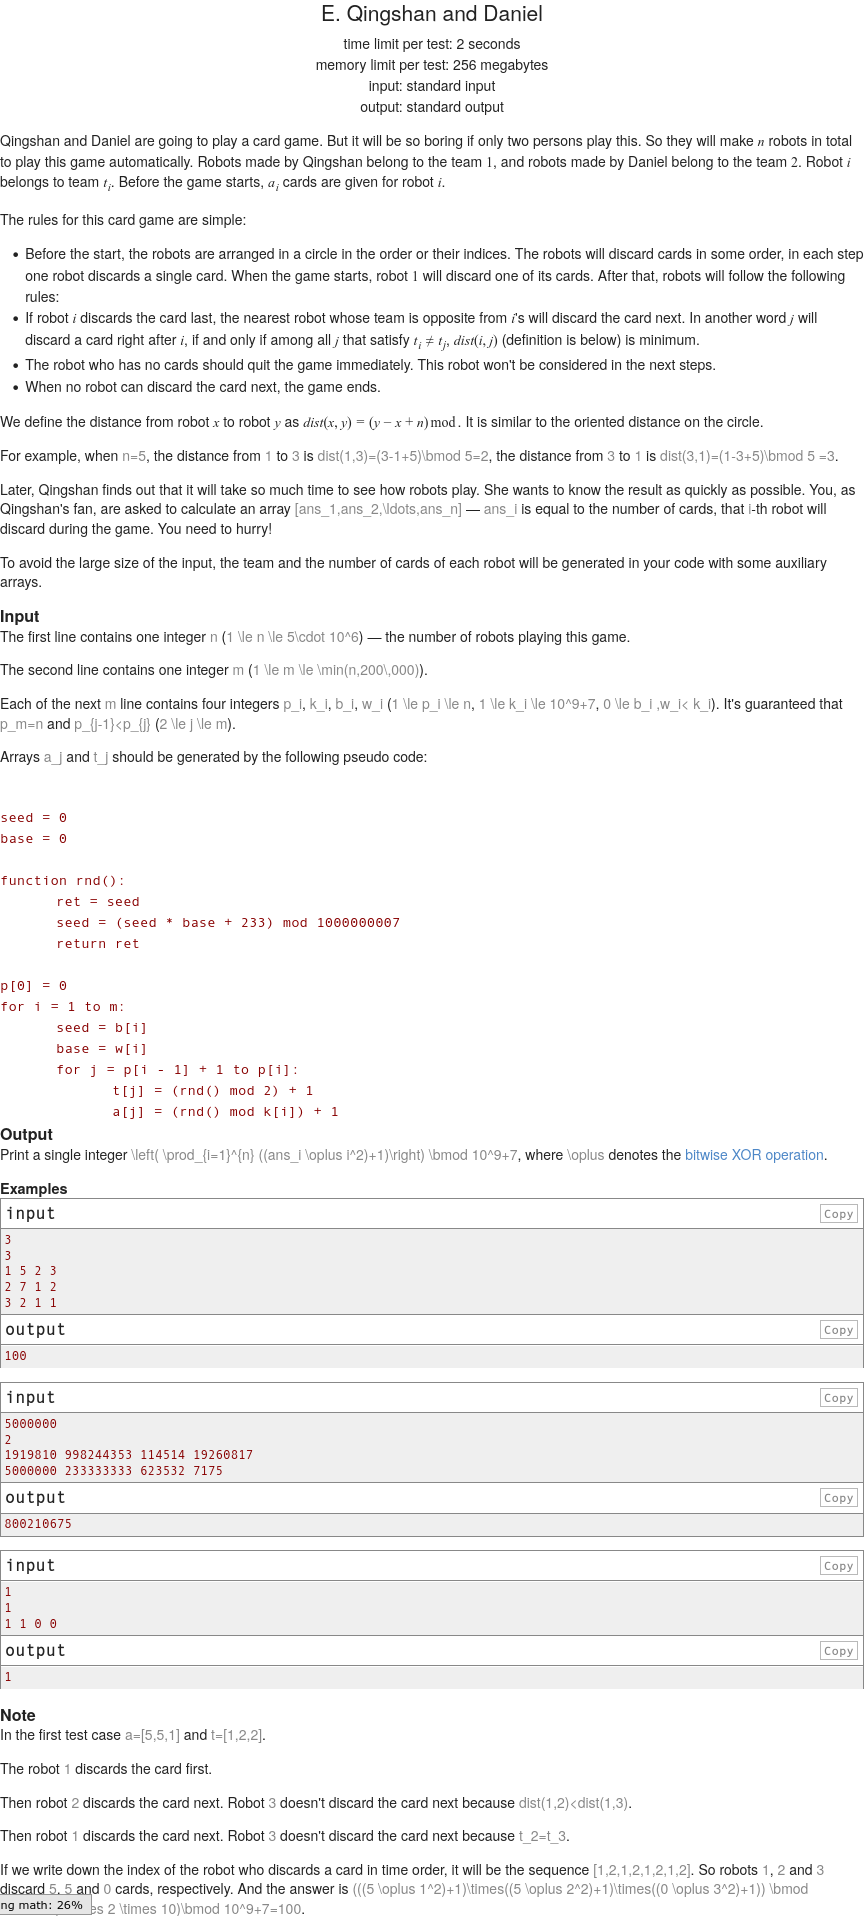 E. Qingshan and Daniel
time limit per test: 2 seconds
memory limit per test: 256 megabytes
input: standard input
output: standard output
Qingshan and Daniel are going to play a card game. But it will be so boring if only two persons play this. So they will make n robots in total
to play this game automatically. Robots made by Qingshan belong to the team 1, and robots made by Daniel belong to the team 2. Robot i
belongs to team t_i. Before the game starts, a_i cards are given for robot i.
The rules for this card game are simple:
• Before the start, the robots are arranged in a circle in the order or their indices. The robots will discard cards in some order, in each step
one robot discards a single card. When the game starts, robot 1 will discard one of its cards. After that, robots will follow the following
rules:
• If robot i discards the card last, the nearest robot whose team is opposite from i's will discard the card next. In another word j will
discard a card right after i, if and only if among all j that satisfy t_i ≠ t_j, dist(i, j) (definition is below) is minimum.
• The robot who has no cards should quit the game immediately. This robot won't be considered in the next steps.
• When no robot can discard the card next, the game ends.
We define the distance from robot x to robot y as dist(x, y) = (y − x + n) mod . It is similar to the oriented distance on the circle.
For example, when n=5, the distance from 1 to 3 is dist(1,3)=(3-1+5)\bmod 5=2, the distance from 3 to 1 is dist(3,1)=(1-3+5)\bmod 5 =3.
Later, Qingshan finds out that it will take so much time to see how robots play. She wants to know the result as quickly as possible. You, as
Qingshan's fan, are asked to calculate an array [ans_1,ans_2,\ldots,ans_n] — ans_i is equal to the number of cards, that i-th robot will
discard during the game. You need to hurry!
To avoid the large size of the input, the team and the number of cards of each robot will be generated in your code with some auxiliary
arrays.
Input
The first line contains one integer n (1 \le n \le 5\cdot 10^6) — the number of robots playing this game.
The second line contains one integer m (1 \le m \le \min(n,200\,000)).
Each of the next m line contains four integers p_i, k_i, b_i, w_i (1 \le p_i \le n, 1 \le k_i \le 10^9+7, 0 \le b_i ,w_i< k_i). It's guaranteed that
p_m=n and p_{j-1}<p_{j} (2 \le j \le m).
Arrays a_j and t_j should be generated by the following pseudo code:
seed = 0
base = 0
function rnd():
ret = seed
seed = (seed * base + 233) mod 1000000007
return ret
p[0] = 0
for i = 1 to m:
seed = b[i]
base = w[i]
for j = p[i - 1] + 1 to p[i]:
t[j] = (rnd() mod 2) + 1
a[j] = (rnd() mod k[i]) + 1
Output
Print a single integer \left( \prod_{i=1}^{n} ((ans_i \oplus i^2)+1)\right) \bmod 10^9+7, where \oplus denotes the bitwise XOR operation.
Examples
input
Copy
3
3
1 5 2 3
2 7 1 2
3 2 1 1
output
Copy
100
input
Copy
5000000
2
1919810 998244353 114514 19260817
5000000 233333333 623532 7175
output
Copy
800210675
input
Copy
1
1
1 1 0 0
output
Copy
1
Note
In the first test case a=[5,5,1] and t=[1,2,2].
The robot 1 discards the card first.
Then robot 2 discards the card next. Robot 3 doesn't discard the card next because dist(1,2)<dist(1,3).
Then robot 1 discards the card next. Robot 3 doesn't discard the card next because t_2=t_3.
If we write down the index of the robot who discards a card in time order, it will be the sequence [1,2,1,2,1,2,1,2]. So robots 1, 2 and 3
discard 5, 5 and 0 cards, respectively. And the answer is (((5 \oplus 1^2)+1)\times((5 \oplus 2^2)+1)\times((0 \oplus 3^2)+1)) \bmod
ng math: 26%
es 2 \times 10)\bmod 10^9+7=100.